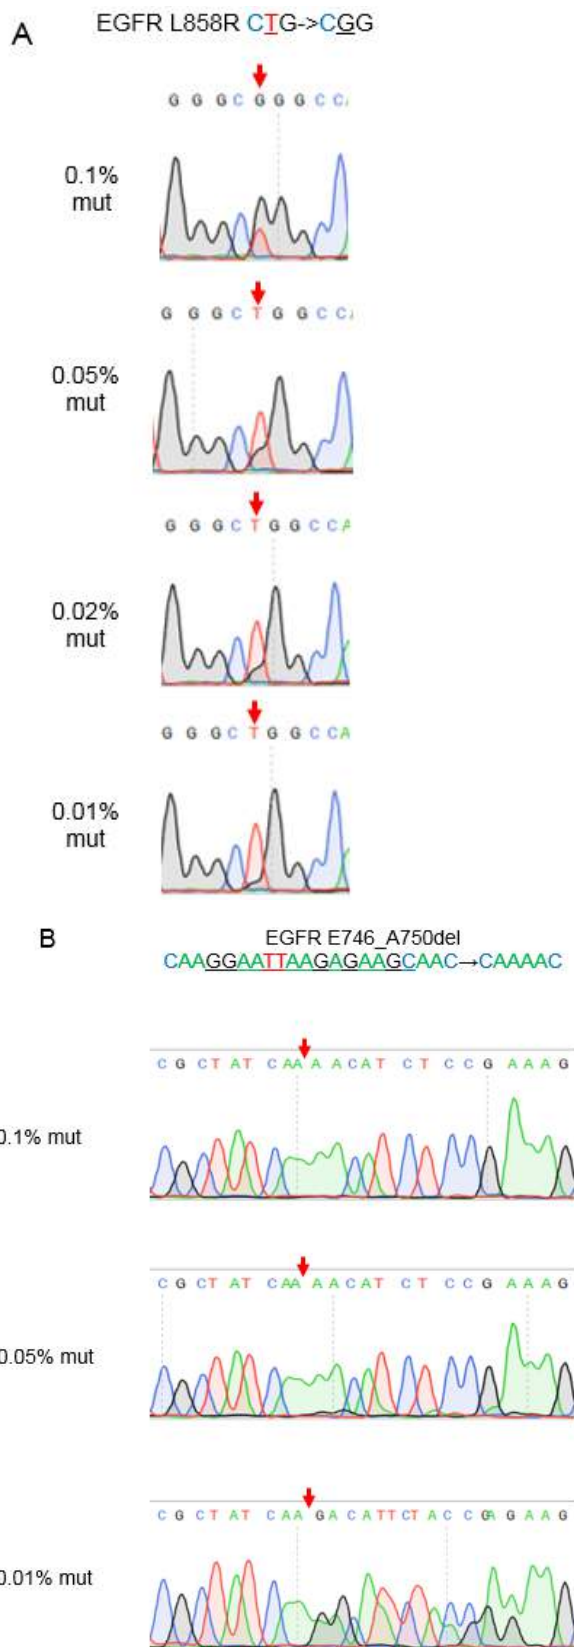 A
EGFR L858R CTG->CGG
G G G C G G G C C
0.1%
mut
G G G C T G G C C
0.05%
mut
G G G C T G G C C A
0.02%
mut
G G G C T G G C C A
0.01%
mut
B
EGFR E746_A750del
CAAGGAATTAAGAGAAGCAAC→CAAAAC
C G C T A T C A A A A C A T C T C C G A A A G
0.1% mut
C G C T A T C A A A A C A T C T C C G A A A G
0.05% mut
C G C T A T C A A G A C A T T C T A C C G A G A A G
0.01% mut